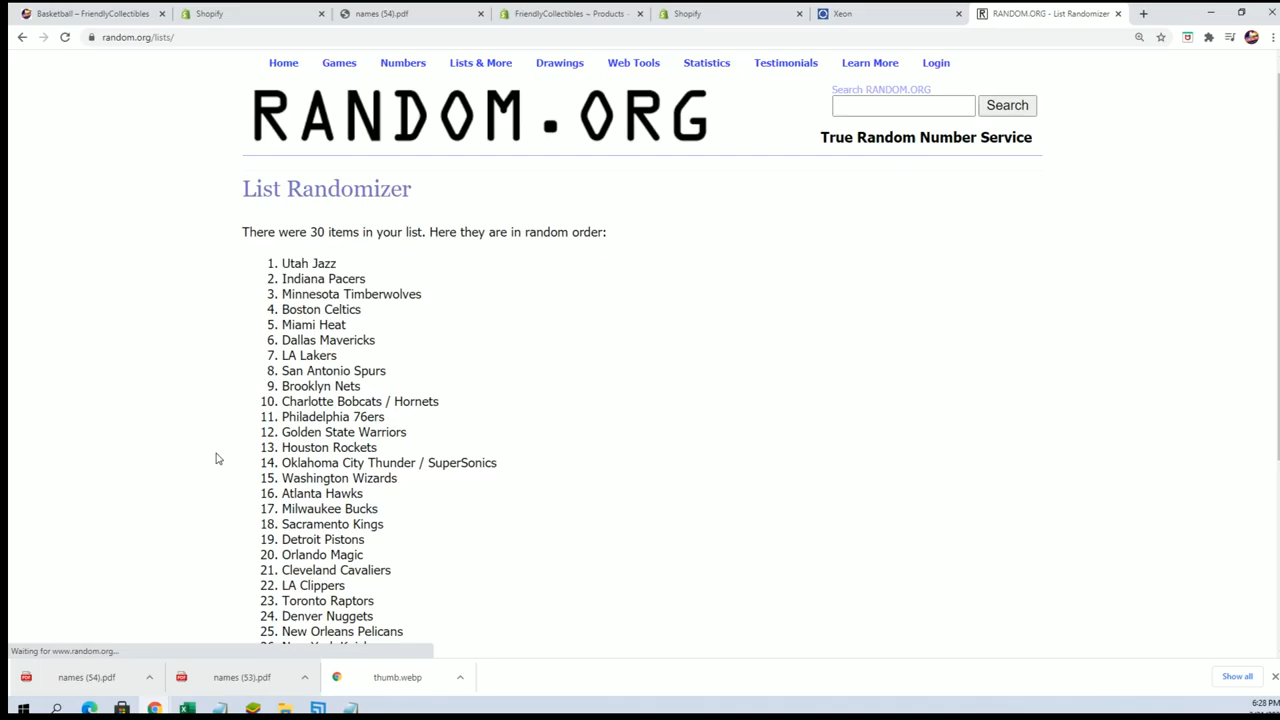 Basketball – FriendlyCollectibles
Shopify
names (54).pdf
FriendlyCollectibles ~ Products
Shopify
Xeon
RANDOM.ORG - List Randomizer
random.org/lists/
Home Games Numbers Lists & More Drawings Web Tools Statistics Testimonials Learn More Login
RANDOM.ORG
Search RANDOM.ORG
Search
True Random Number Service
List Randomizer
There were 30 items in your list. Here they are in random order:
1. Utah Jazz
2. Indiana Pacers
3. Minnesota Timberwolves
4. Boston Celtics
5. Miami Heat
6. Dallas Mavericks
7. LA Lakers
8. San Antonio Spurs
9. Brooklyn Nets
10. Charlotte Bobcats / Hornets
11. Philadelphia 76ers
12. Golden State Warriors
13. Houston Rockets
14. Oklahoma City Thunder / SuperSonics
15. Washington Wizards
16. Atlanta Hawks
17. Milwaukee Bucks
18. Sacramento Kings
19. Detroit Pistons
20. Orlando Magic
21. Cleveland Cavaliers
22. LA Clippers
23. Toronto Raptors
24. Denver Nuggets
25. New Orleans Pelicans
Waiting for www.random.org...
names (54).pdf
names (53).pdf
thumb.webp
Show all
6:28 PM